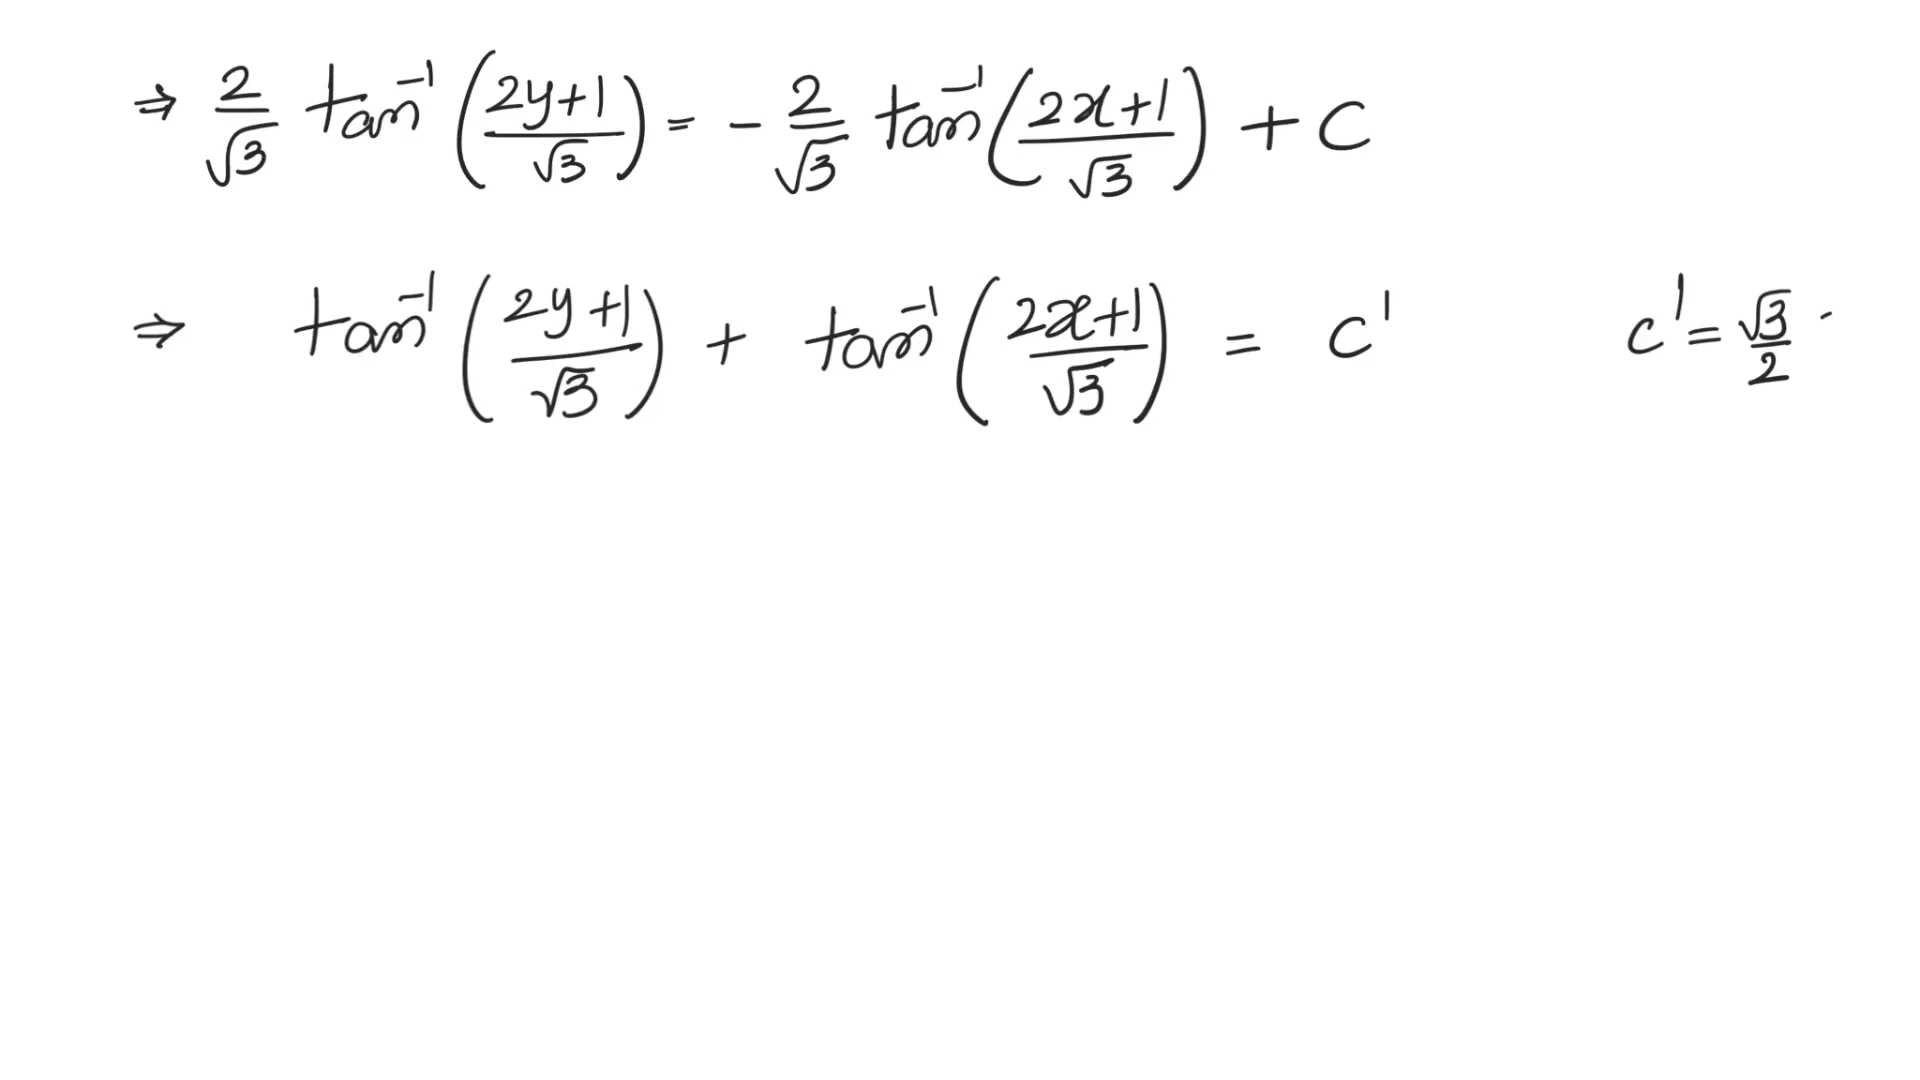 ⇒ 2/√3 tan⁻¹((2y+1)/√3) = - 2/√3 tan⁻¹((2x+1)/√3) + C
⇒ tan⁻¹((2y+1)/√3) + tan⁻¹((2x+1)/√3) = C' C' = √3/2